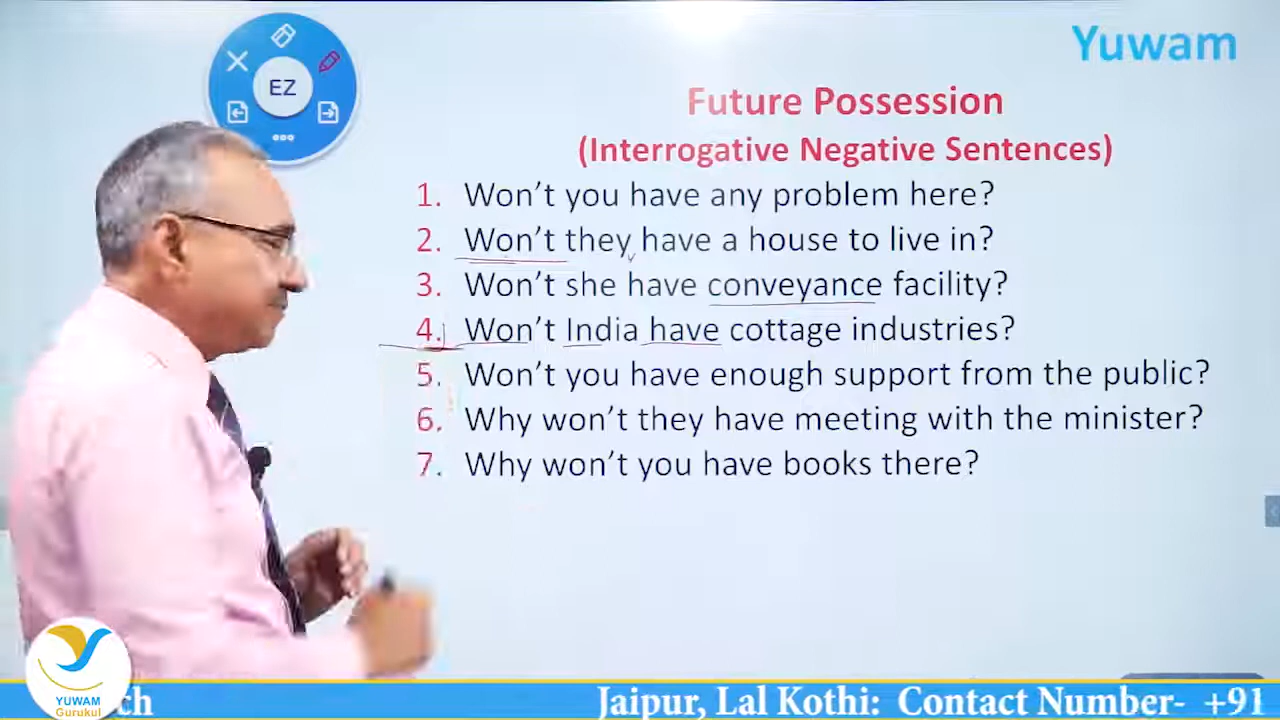 Yuwam
EZ
Future Possession
(Interrogative Negative Sentences)
1. Won't you have any problem here?
2. Won't they have a house to live in?
3. Won't she have conveyance facility?
4. Won't India have cottage industries?
5. Won't you have enough support from the public?
6. Why won't they have meeting with the minister?
7. Why won't you have books there?
YUWAM
Gurukul
ch Jaipur, Lal Kothi: Contact Number- +91